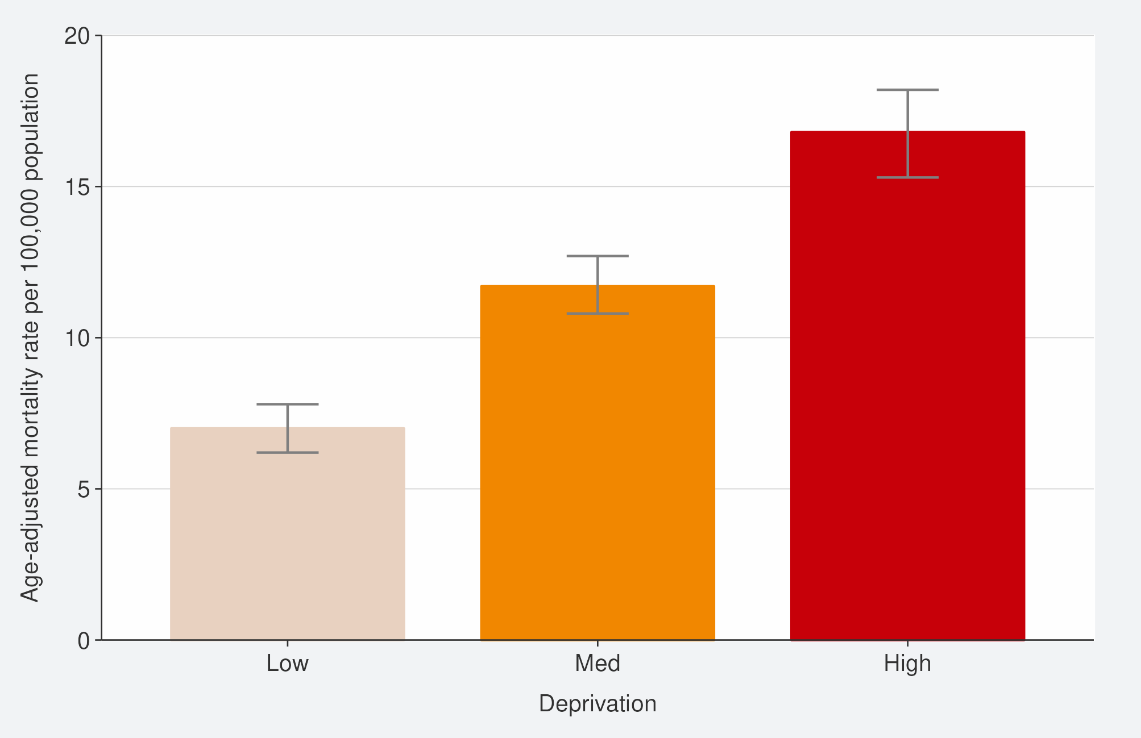 Age-adjusted mortality rate per 100,000 population
20
15
10
5
0
Low Med High
Deprivation